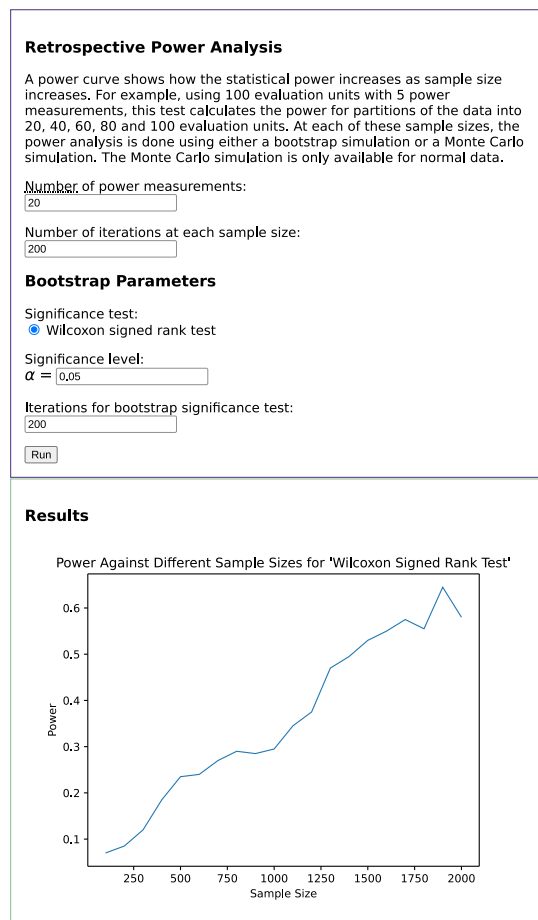 Retrospective Power Analysis
A power curve shows how the statistical power increases as sample size
increases. For example, using 100 evaluation units with 5 power
measurements, this test calculates the power for partitions of the data into
20, 40, 60, 80 and 100 evaluation units. At each of these sample sizes, the
power analysis is done using either a bootstrap simulation or a Monte Carlo
simulation. The Monte Carlo simulation is only available for normal data.
Number of power measurements:
20
Number of iterations at each sample size:
200
Bootstrap Parameters
Significance test:
Wilcoxon signed rank test
Significance level:
α = 0.05
Iterations for bootstrap significance test:
200
Run
Results
Power Against Different Sample Sizes for 'Wilcoxon Signed Rank Test'
0.6
0.5
0.4
0.3
0.2
0.1
Power
250 500 750 1000 1250 1500 1750 2000
Sample Size